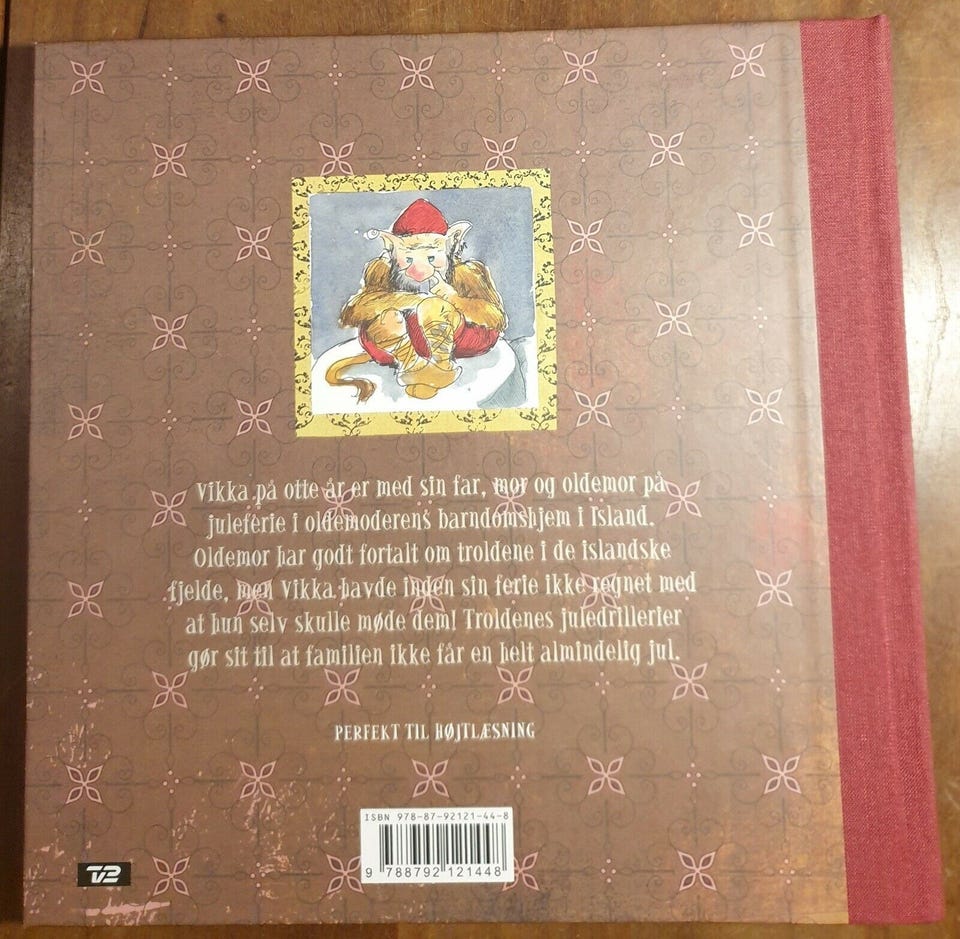 Vikka på otte år er med sin far, mor og oldemor på
juleferie i oldemoderens barndomshjem i Island.
Oldemor har godt fortalt om troldene i de islandske
fjelde, men Vikka havde inden sin ferie ikke regnet med
at hun selv skulle møde dem! Troldenes juledrillerier
gør sit til at familien ikke får en helt almindelig jul.
PERFEKT TIL HØJTLÆSNING
ISBN 978-87-92121-44-8
9 788792 121448
TV2